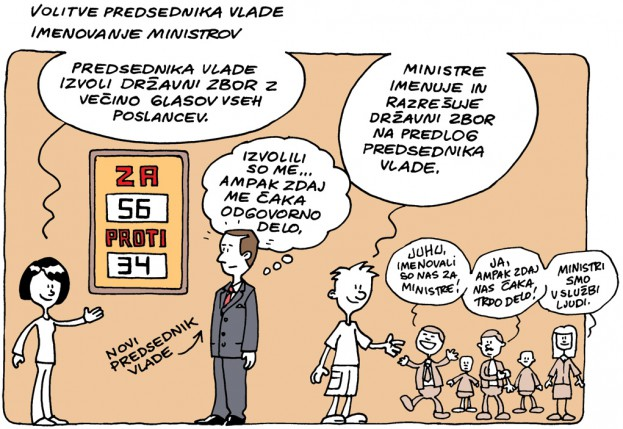 VOLITVE PREDSEDNIKA VLADE
IMENOVANJE MINISTROV
PREDSEDNIKA VLADE
IZVOLI DRŽAVNI ZBOR Z
VEČINO GLASOV VSEH
POSLANCEV.
ZA
56
PROTI
34
IZVOLILI
SO ME...
AMPAK ZDAJ
ME ČAKA
ODGOVORNO
DELO.
NOVI
PREDSEDNIK
VLADE
MINISTRE
IMENUJE IN
RAZREŠUJE
DRŽAVNI ZBOR
NA PREDLOG
PREDSEDNIKA
VLADE.
JUHU,
IMENOVALI
SO NAS ZA
MINISTRE!
JA,
AMPAK ZDAJ
NAS ČAKA
TRDO DELO!
MINISTRI
SMO
V SLUŽBI
LJUDI.